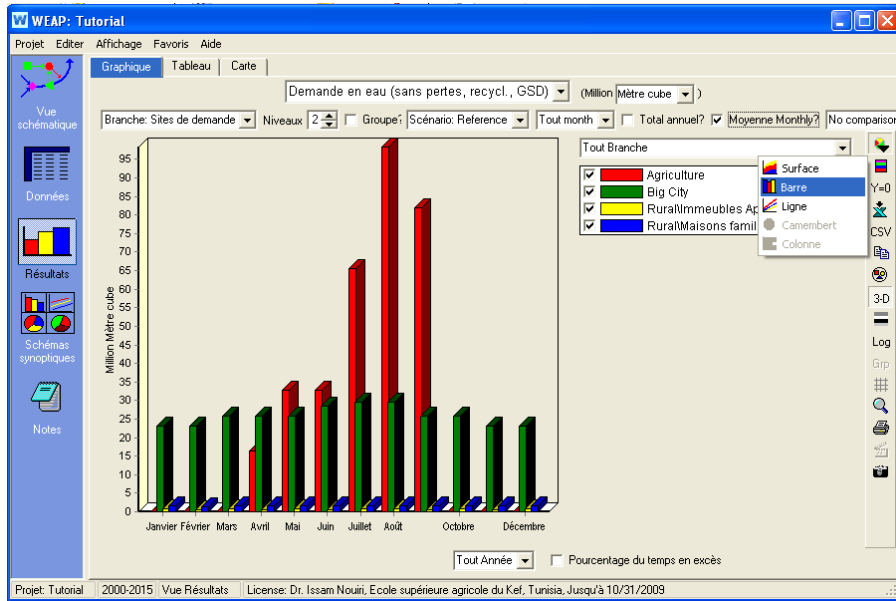 WEAP: Tutorial
Projet Editer Affichage Favoris Aide
Graphique Tableau Carte
Demande en eau (sans pertes, recycl., GSD) (Million Mètre cube )
Branche: Sites de demande Niveaux 2 Groupe? Scénario: Reference Tout month Total annuel? Moyenne Monthly? No comparison
Vue
schématique
Données
Résultats
Schémas
synoptiques
Notes
Tout Branche
Agriculture
Big City
Rural\Immeubles Ap
Rural\Maisons famil
Surface
Barre
Ligne
Camembert
Colonne
Y=0
CSV
3-D
Log
Grp
Million Mètre cube
95
90
85
80
75
70
65
60
55
50
45
40
35
30
25
20
15
10
5
0
Janvier Février Mars Avril Mai Juin Juillet Août Octobre Décembre
Tout Année Pourcentage du temps en excès
Projet: Tutorial 2000-2015 Vue Résultats License: Dr. Issam Nouiri, Ecole supérieure agricole du Kef, Tunisia, Jusqu'à 10/31/2009